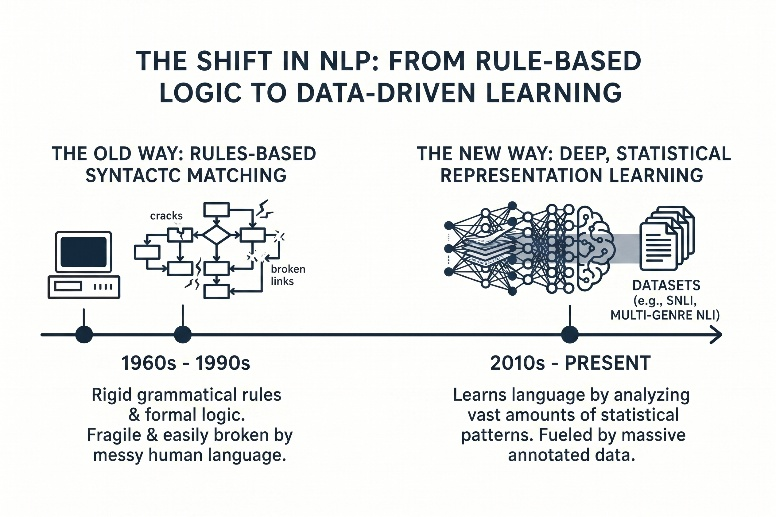 THE SHIFT IN NLP: FROM RULE-BASED
LOGIC TO DATA-DRIVEN LEARNING
THE OLD WAY: RULES-BASED
SYNTACTC MATCHING
cracks
broken
links
1960s - 1990s
Rigid grammatical rules
& formal logic.
Fragile & easily broken by
messy human language.
THE NEW WAY: DEEP, STATISTICAL
REPRESENTATION LEARNING
DATASETS
(e.g., SNLI,
MULTI-GENRE NLI)
2010s - PRESENT
Learns language by analyzing
vast amounts of statistical
patterns. Fueled by massive
annotated data.